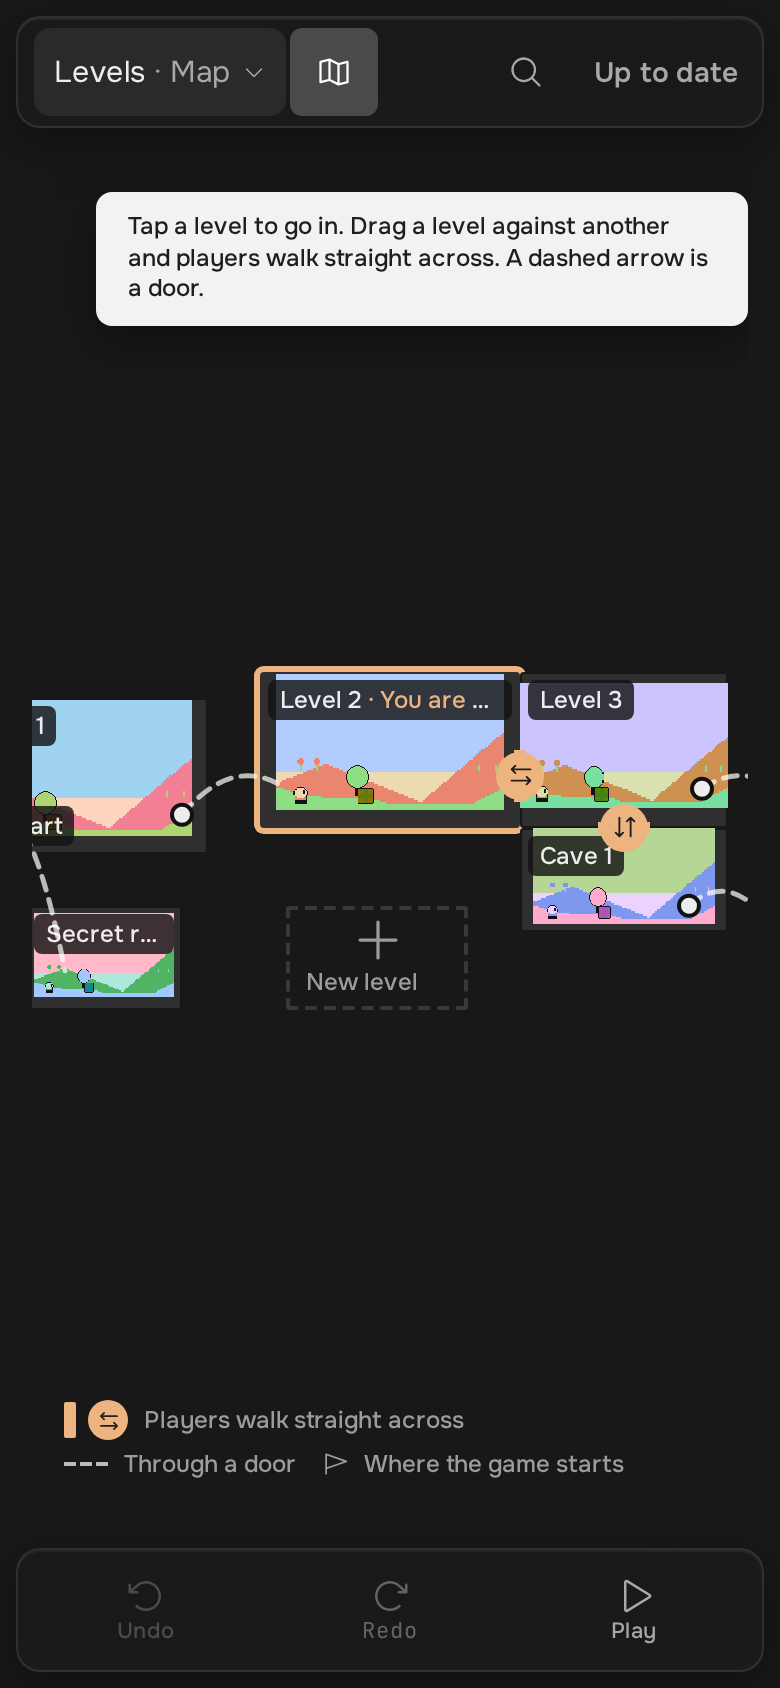 Levels · Map
Up to date
Tap a level to go in. Drag a level against another
and players walk straight across. A dashed arrow is
a door.
1
Level 2 · You are ...
Level 3
art
Cave 1
Secret r...
New level
Players walk straight across
Through a door
Where the game starts
Undo
Redo
Play